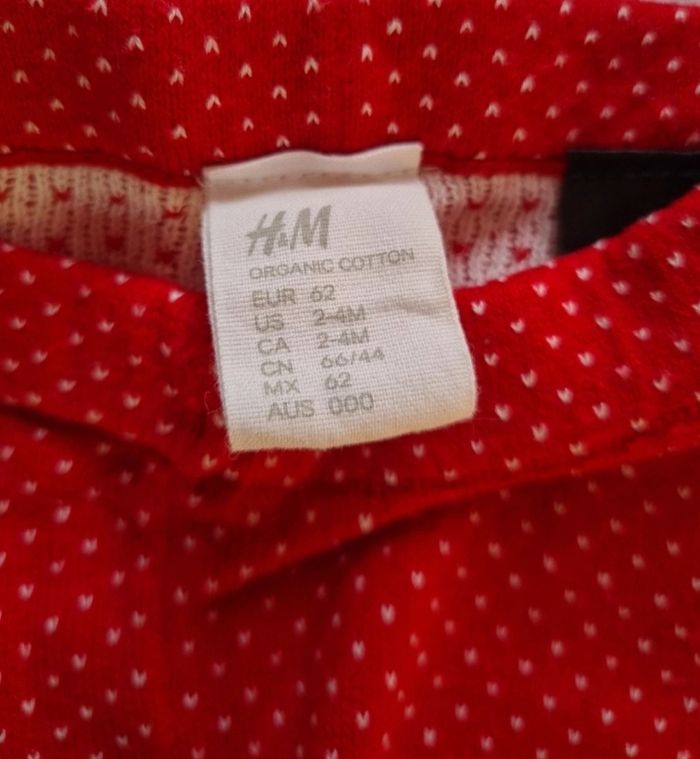 H&M
ORGANIC COTTON
EUR 62
US 2-4M
CA 2-4M
CN 66/44
MX 62
AUS 000